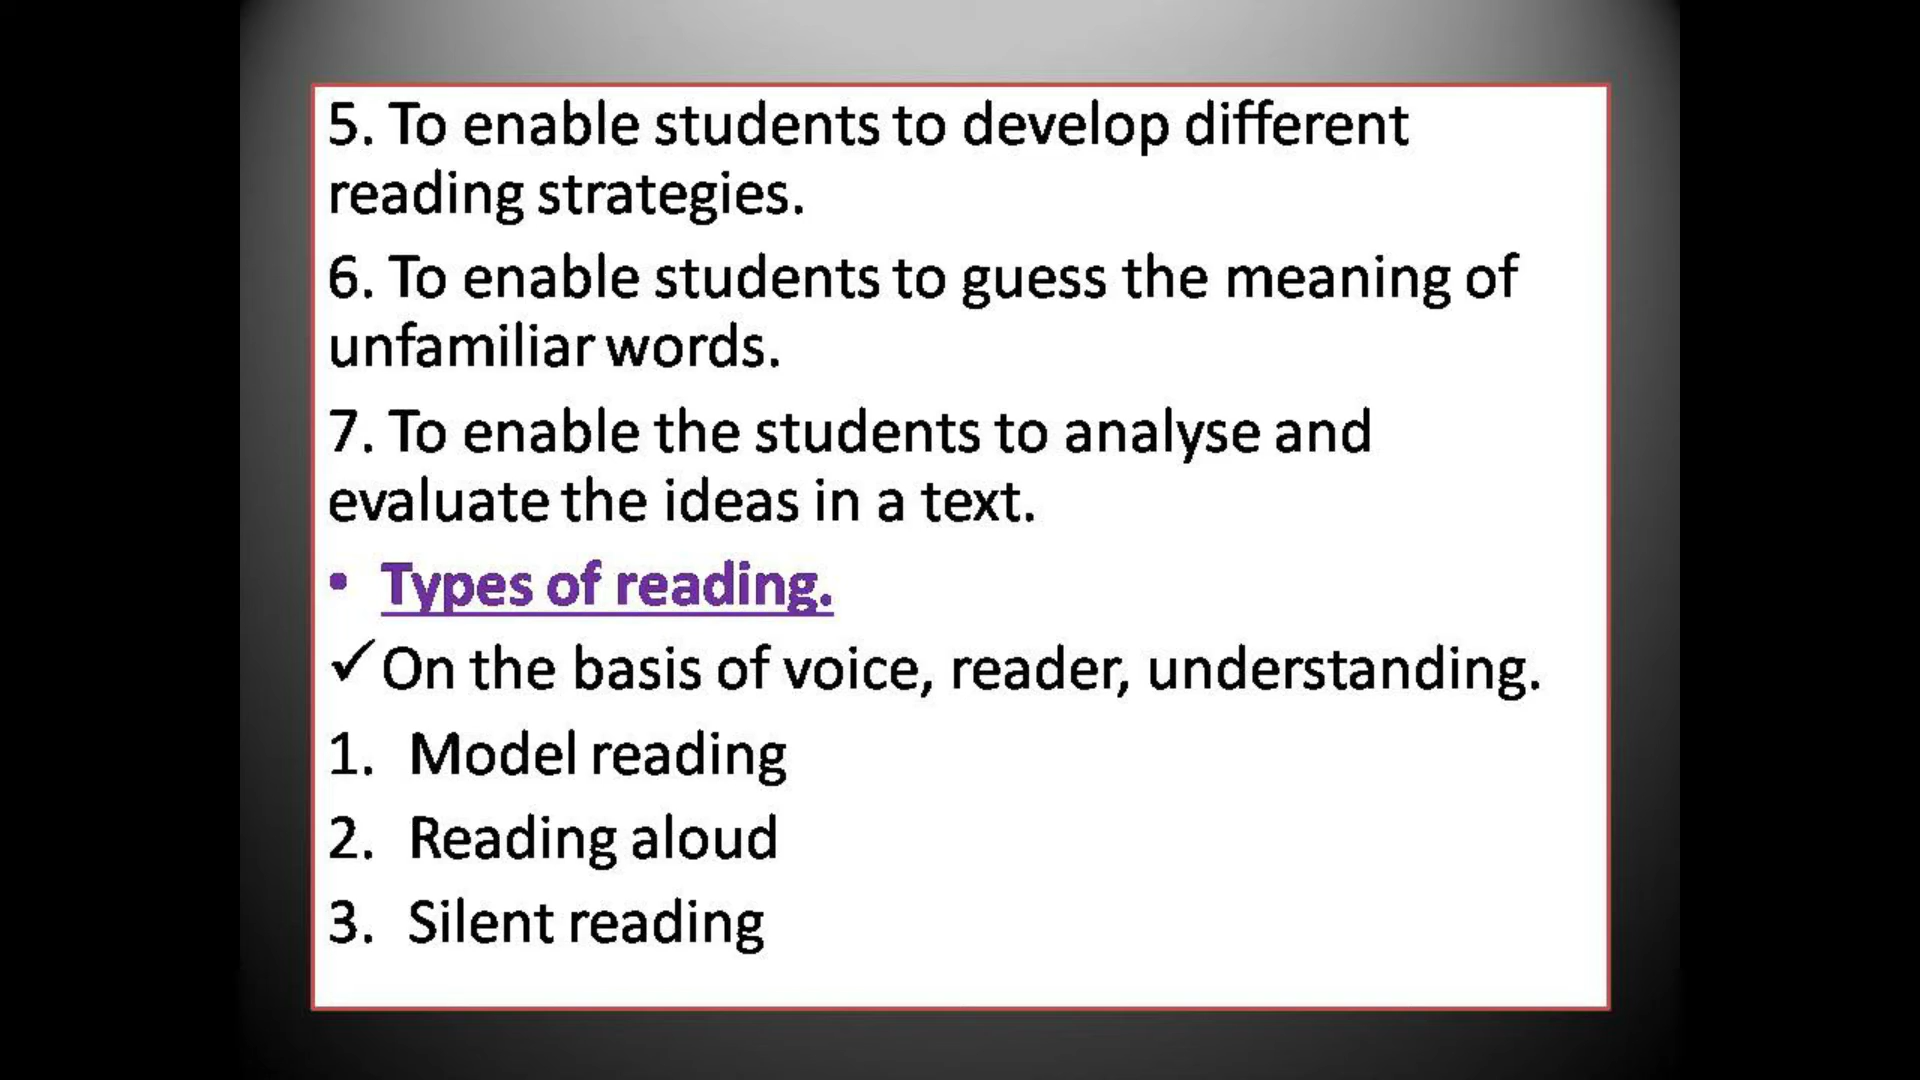 5. To enable students to develop different
reading strategies.
6. To enable students to guess the meaning of
unfamiliar words.
7. To enable the students to analyse and
evaluate the ideas in a text.
• Types of reading.
✓On the basis of voice, reader, understanding.
1. Model reading
2. Reading aloud
3. Silent reading